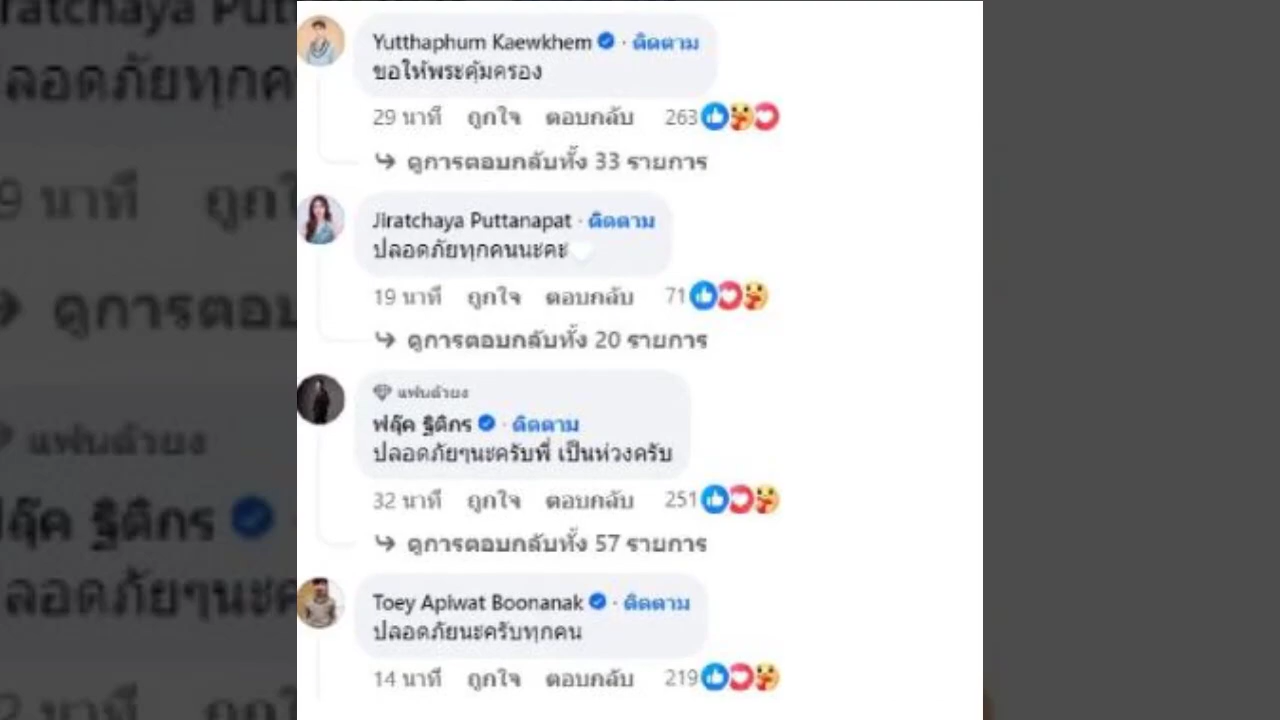 Yutthaphum Kaewkhem · ติดตาม
ขอให้พระคุ้มครอง
29 นาที ถูกใจ ตอบกลับ 263
ดูการตอบกลับทั้ง 33 รายการ
Jiratchaya Puttanapat · ติดตาม
ปลอดภัยทุกคนนะคะ
19 นาที ถูกใจ ตอบกลับ 71
ดูการตอบกลับทั้ง 20 รายการ
แฟนตัวยง
ฟลุ๊ค ฐิติกร · ติดตาม
ปลอดภัยๆนะครับพี่ เป็นห่วงครับ
32 นาที ถูกใจ ตอบกลับ 251
ดูการตอบกลับทั้ง 57 รายการ
Toey Apiwat Boonanak · ติดตาม
ปลอดภัยนะครับทุกคน
14 นาที ถูกใจ ตอบกลับ 219